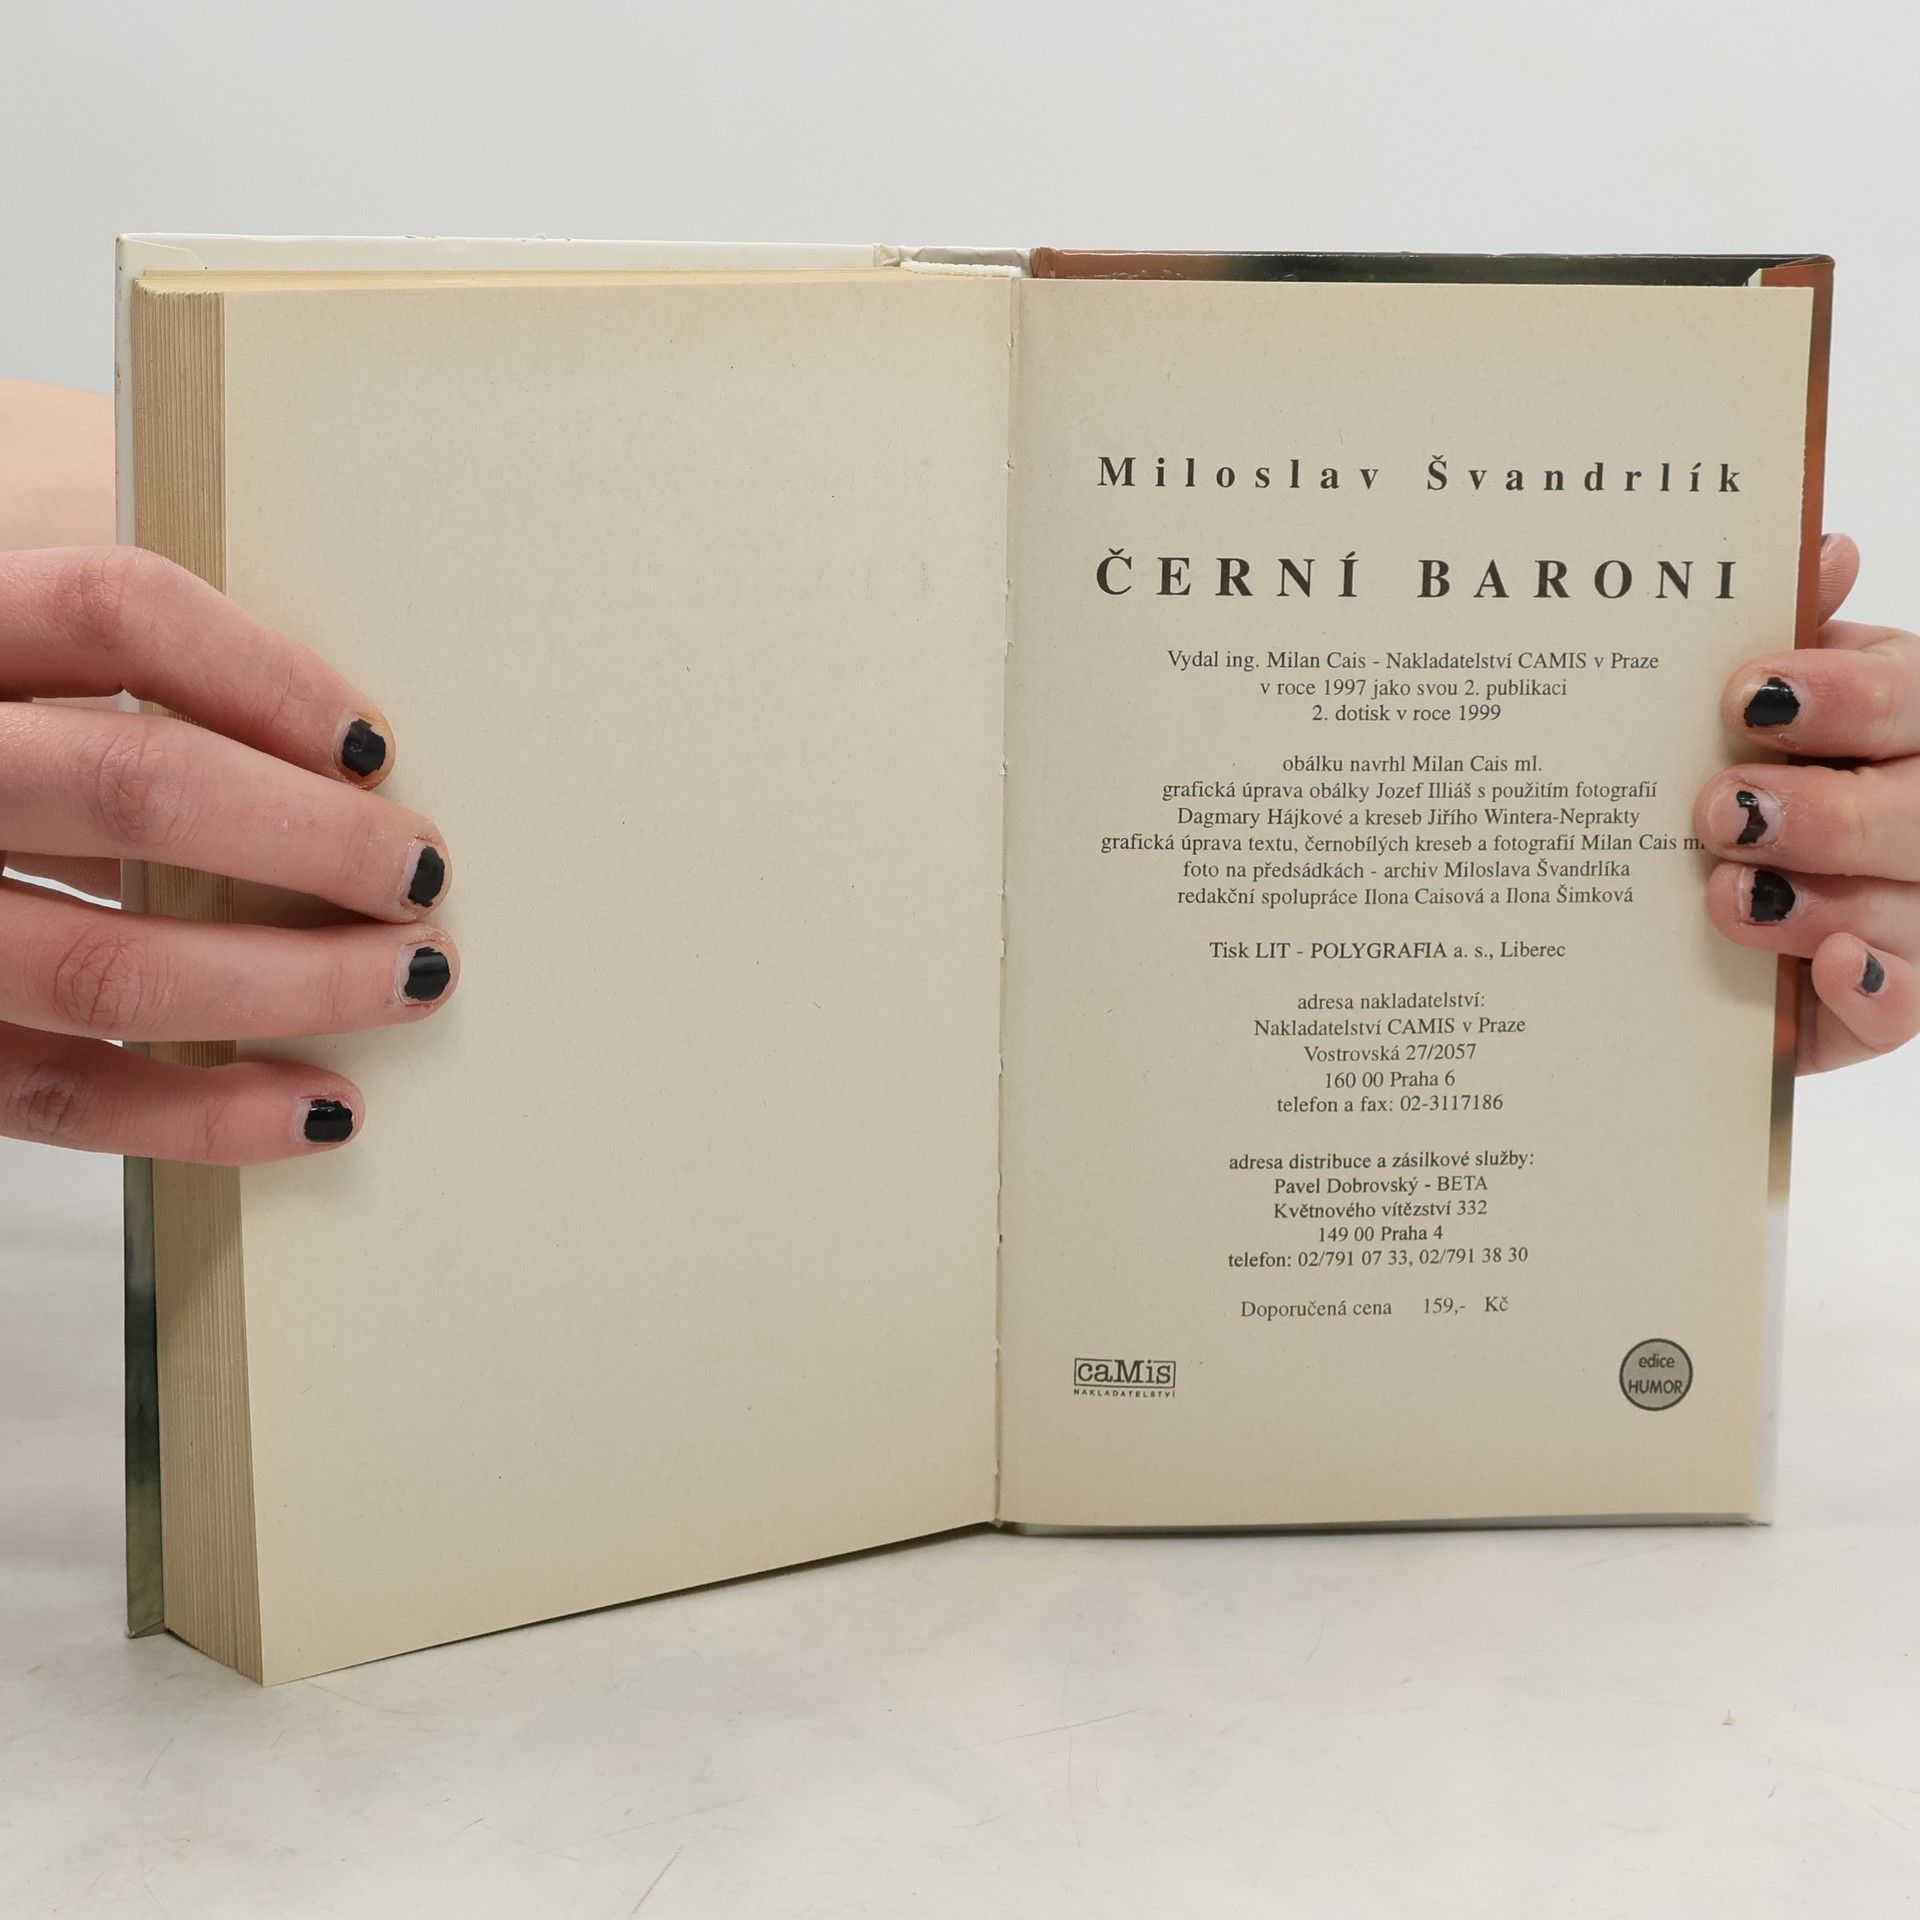 Miloslav Švandrlík
ČERNÍ BARONI
Vydal ing. Milan Cais - Nakladatelství CAMIS v Praze
v roce 1997 jako svou 2. publikaci
2. dotisk v roce 1999
obálku navrhl Milan Cais ml.
grafická úprava obálky Jozef Illiáš s použitím fotografií
Dagmary Hájkové a kreseb Jiřího Wintera-Neprakty
grafická úprava textu, černobílých kreseb a fotografií Milan Cais ml.
foto na předsádkách - archiv Miloslava Švandrlíka
redakční spolupráce Ilona Caisová a Ilona Šimková
Tisk LIT - POLYGRAFIA a. s., Liberec
adresa nakladatelství:
Nakladatelství CAMIS v Praze
Vostrovská 27/2057
160 00 Praha 6
telefon a fax: 02-3117186
adresa distribuce a zásilkové služby:
Pavel Dobrovský - BETA
Květnového vítězství 332
149 00 Praha 4
telefon: 02/791 07 33, 02/791 38 30
Doporučená cena 159,- Kč
caMis
NAKLADATELSTVÍ
edice
HUMOR